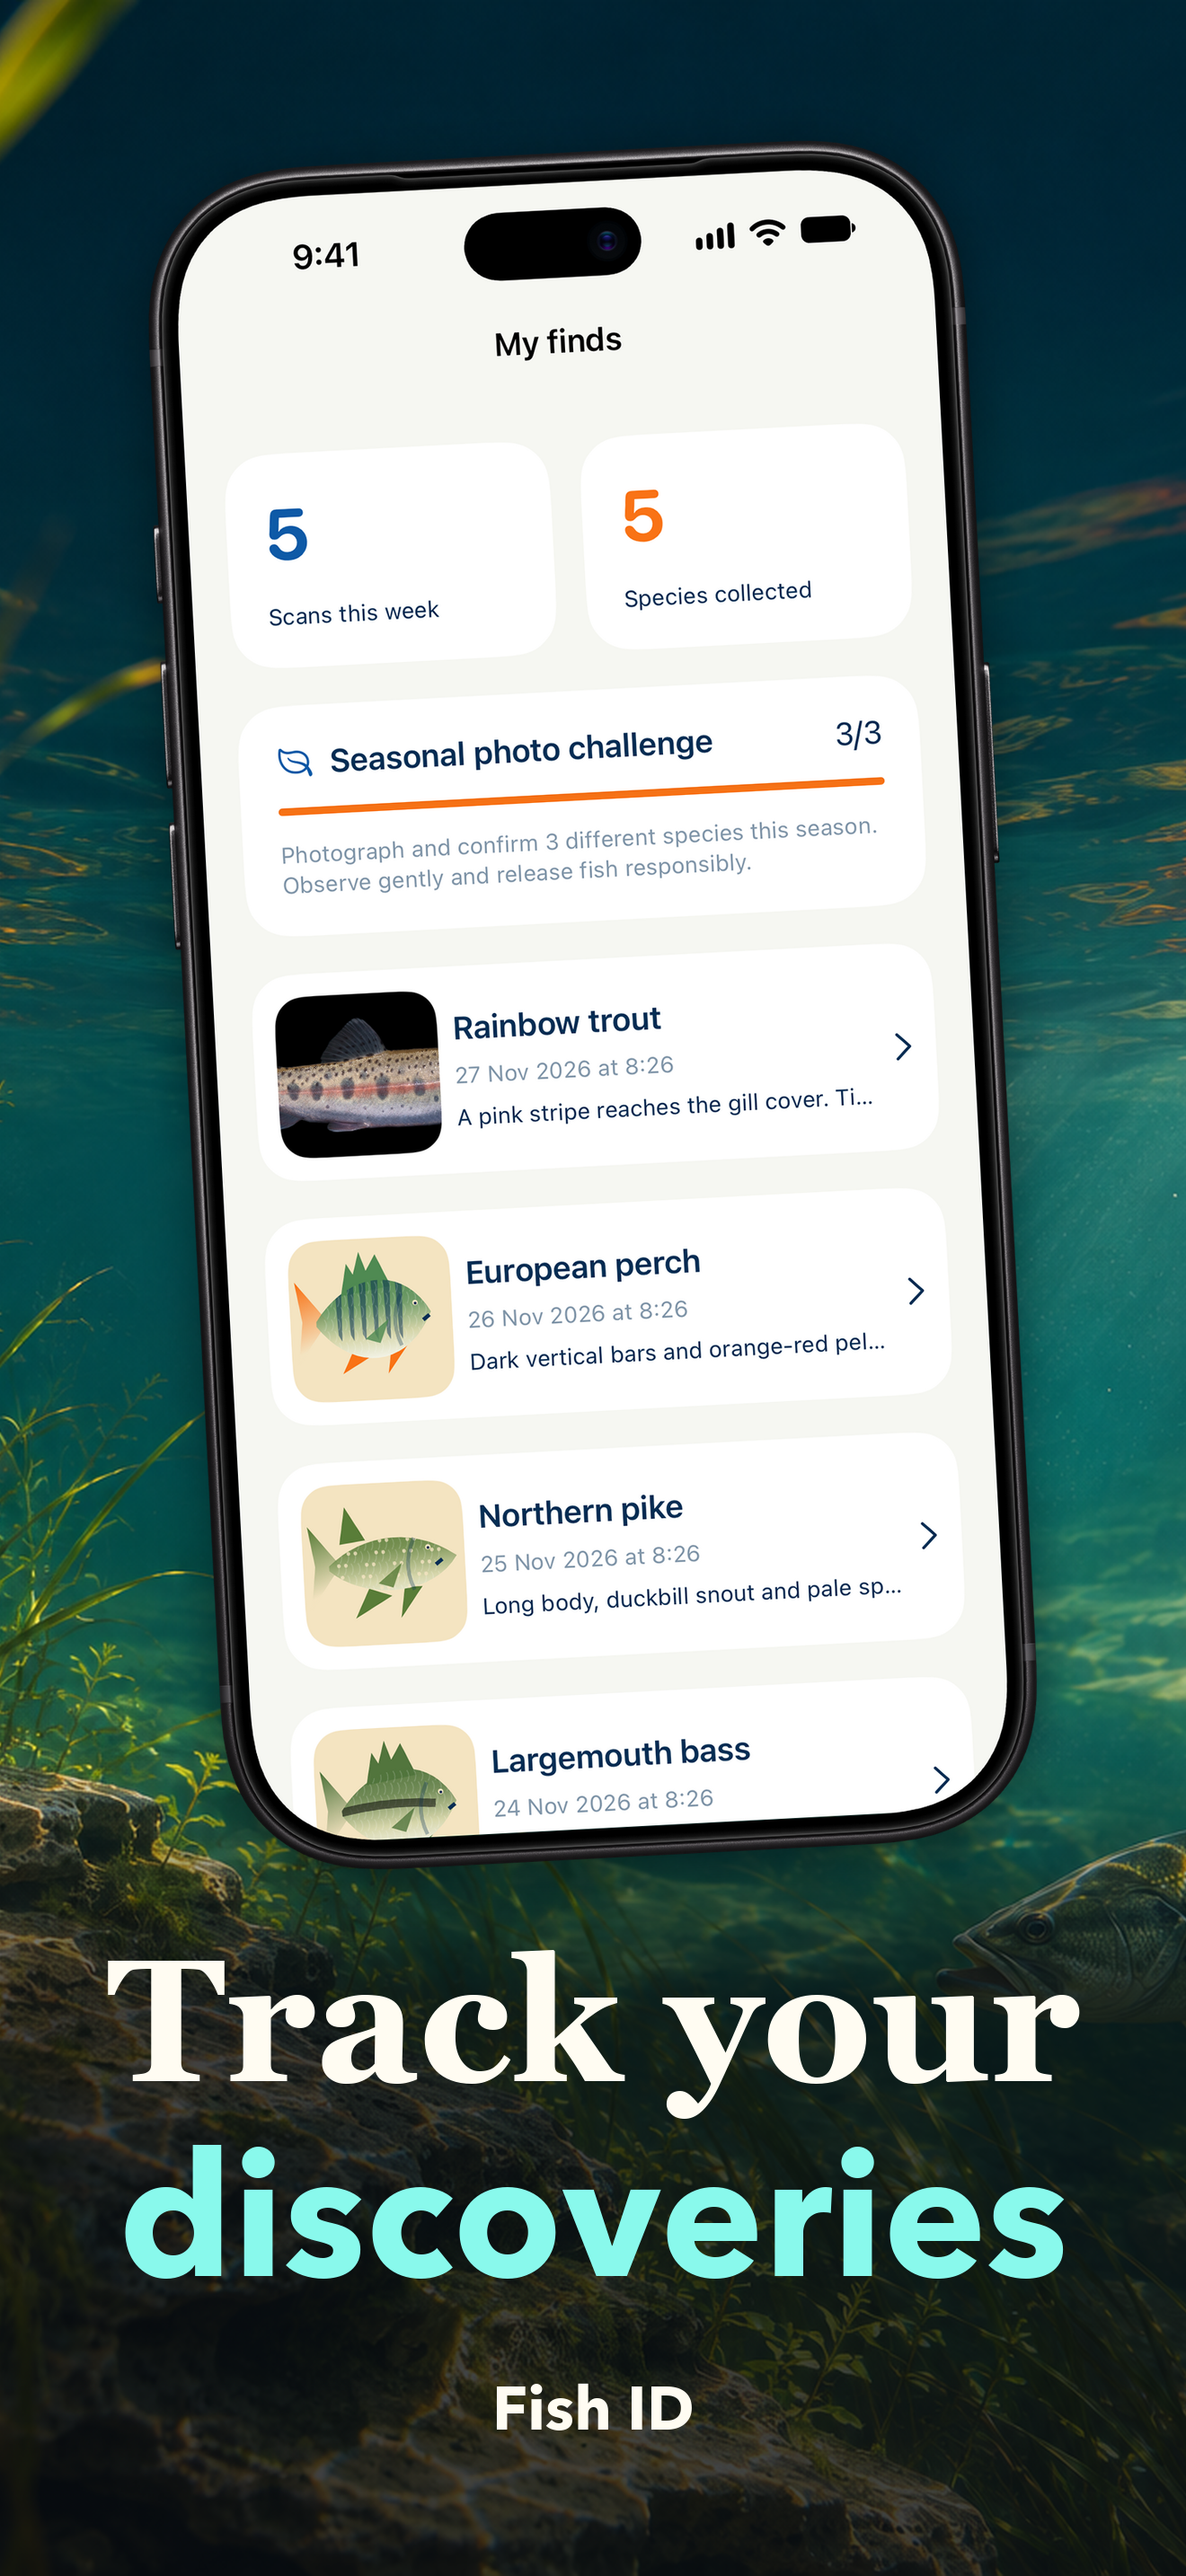 9:41
My finds
5
Scans this week
5
Species collected
Seasonal photo challenge
3/3
Photograph and confirm 3 different species this season.
Observe gently and release fish responsibly.
Rainbow trout
27 Nov 2026 at 8:26
A pink stripe reaches the gill cover. Ti...
European perch
26 Nov 2026 at 8:26
Dark vertical bars and orange-red pel...
Northern pike
25 Nov 2026 at 8:26
Long body, duckbill snout and pale sp...
Largemouth bass
24 Nov 2026 at 8:26
Track your
discoveries
Fish ID